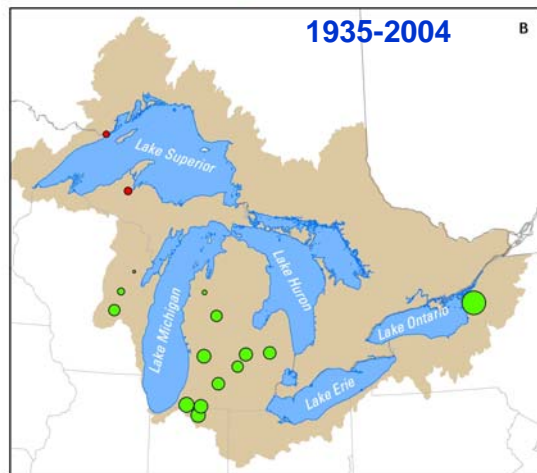 1935-2004
B
Lake Superior
Lake Michigan
Lake Huron
Lake Ontario
Lake Erie